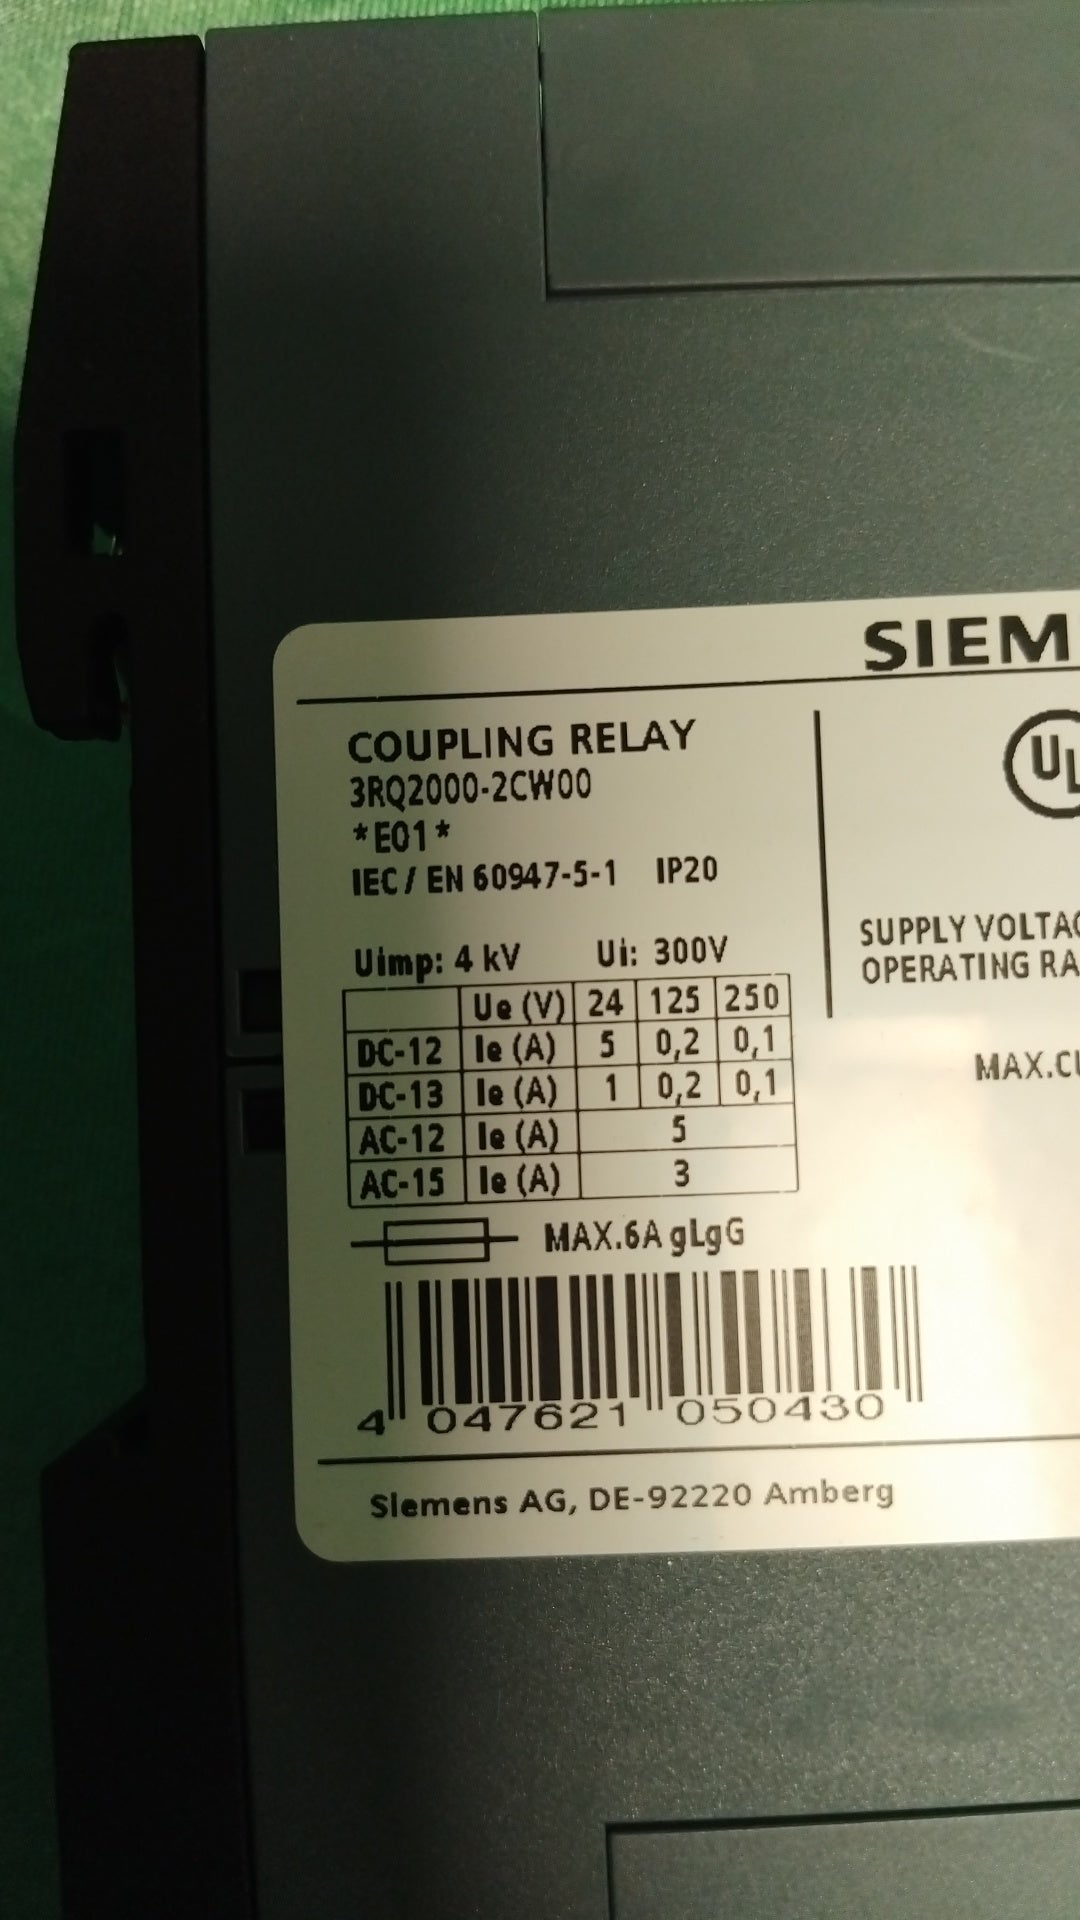 SIEM
COUPLING RELAY
3RQ2000-2CW00
*E01*
IEC / EN 60947-5-1 IP20
Uimp: 4 kV Ui: 300V
Ue (V) 24 125 250
DC-12 Ie (A) 5 0,2 0,1
DC-13 Ie (A) 1 0,2 0,1
AC-12 Ie (A) 5
AC-15 Ie (A) 3
MAX.6A gLgG
4 047621 050430
Siemens AG, DE-92220 Amberg
UL
SUPPLY VOLTAG
OPERATING RA
MAX.CU